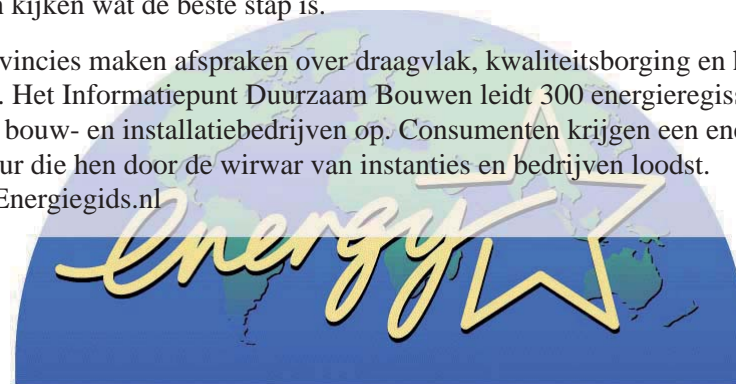 kijken wat de beste stap is.
vincies maken afspraken over draagvlak, kwaliteitsborging en
. Het Informatiepunt Duurzaam Bouwen leidt 300 energieregiss
bouw- en installatiebedrijven op. Consumenten krijgen een ene
ur die hen door de wirwar van instanties en bedrijven loodst.
Energiegids.nl
energy